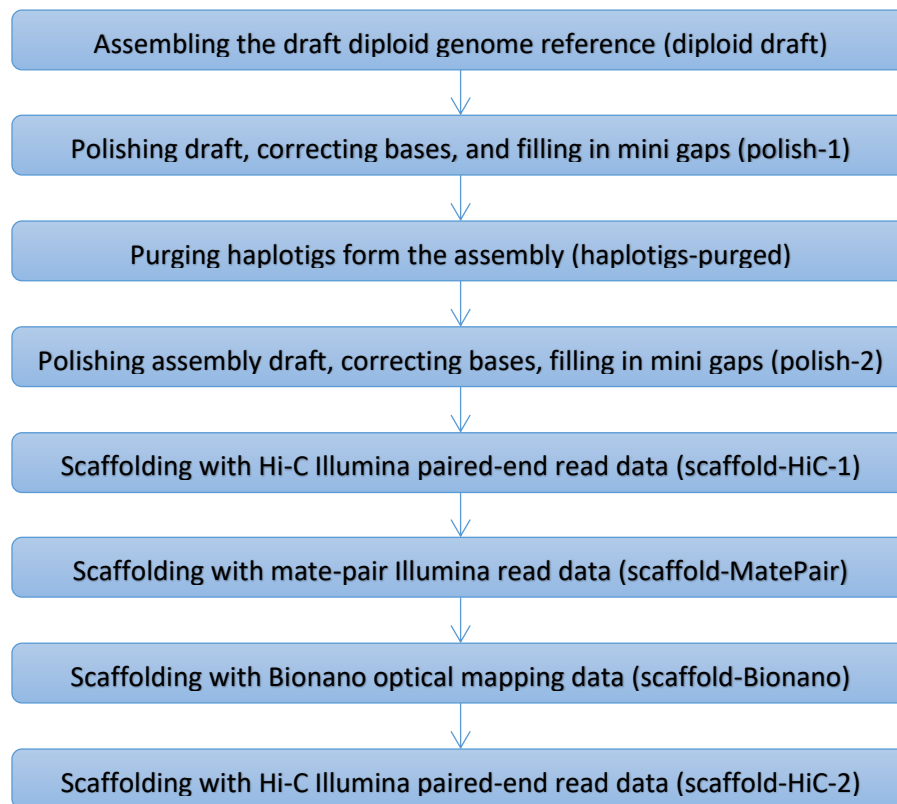 Assembling the draft diploid genome reference (diploid draft)
Polishing draft, correcting bases, and filling in mini gaps (polish-1)
Purging haplotigs form the assembly (haplotigs-purged)
Polishing assembly draft, correcting bases, filling in mini gaps (polish-2)
Scaffolding with Hi-C Illumina paired-end read data (scaffold-HiC-1)
Scaffolding with mate-pair Illumina read data (scaffold-MatePair)
Scaffolding with Bionano optical mapping data (scaffold-Bionano)
Scaffolding with Hi-C Illumina paired-end read data (scaffold-HiC-2)